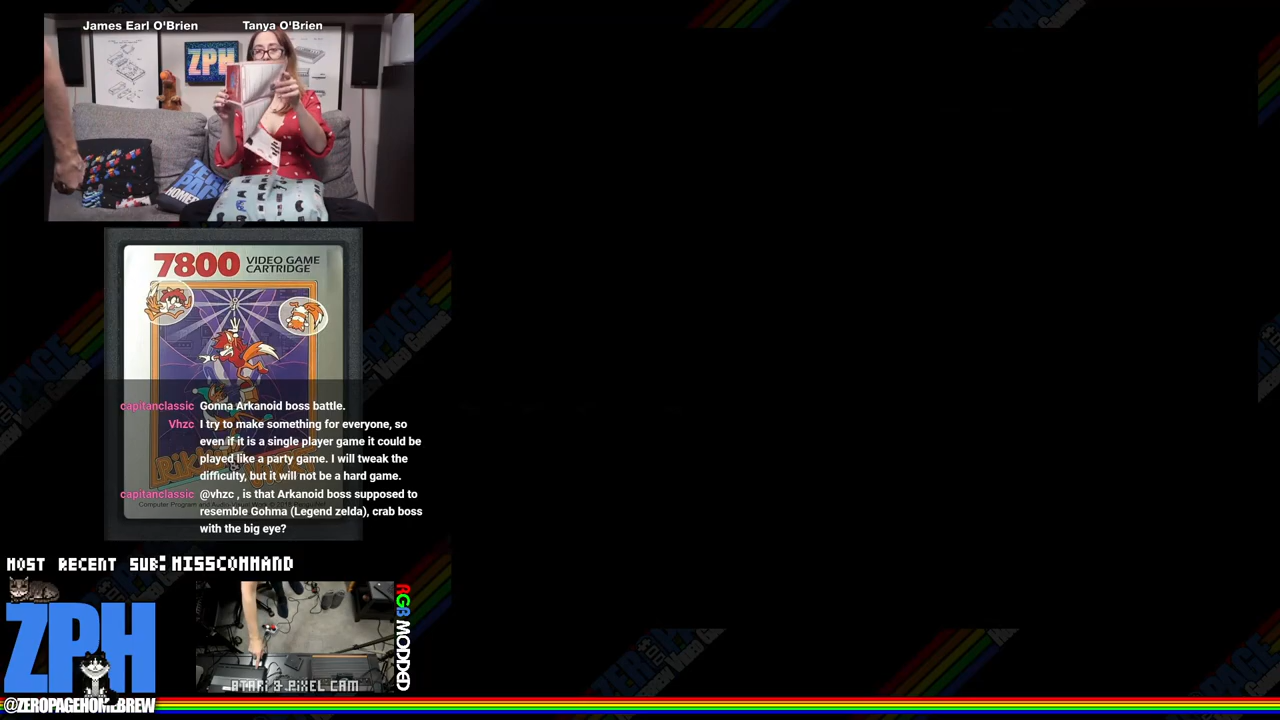 James Earl O'Brien
Tanya O'Brien
ZPH
7800 VIDEO GAME
CARTRIDGE
capitanclassic Gonna Arkanoid boss battle.
Vhzc I try to make something for everyone, so
even if it is a single player game it could be
played like a party game. I will tweak the
difficulty, but it will not be a hard game.
capitanclassic @vhzc , is that Arkanoid boss supposed to
resemble Gohma (Legend zelda), crab boss
with the big eye?
MOST RECENT SUB: MISSCOMMAND
ZPH
RGB MODDED
ATARI & PIXEL CAM
@ZEROPAGEHOMEBREW